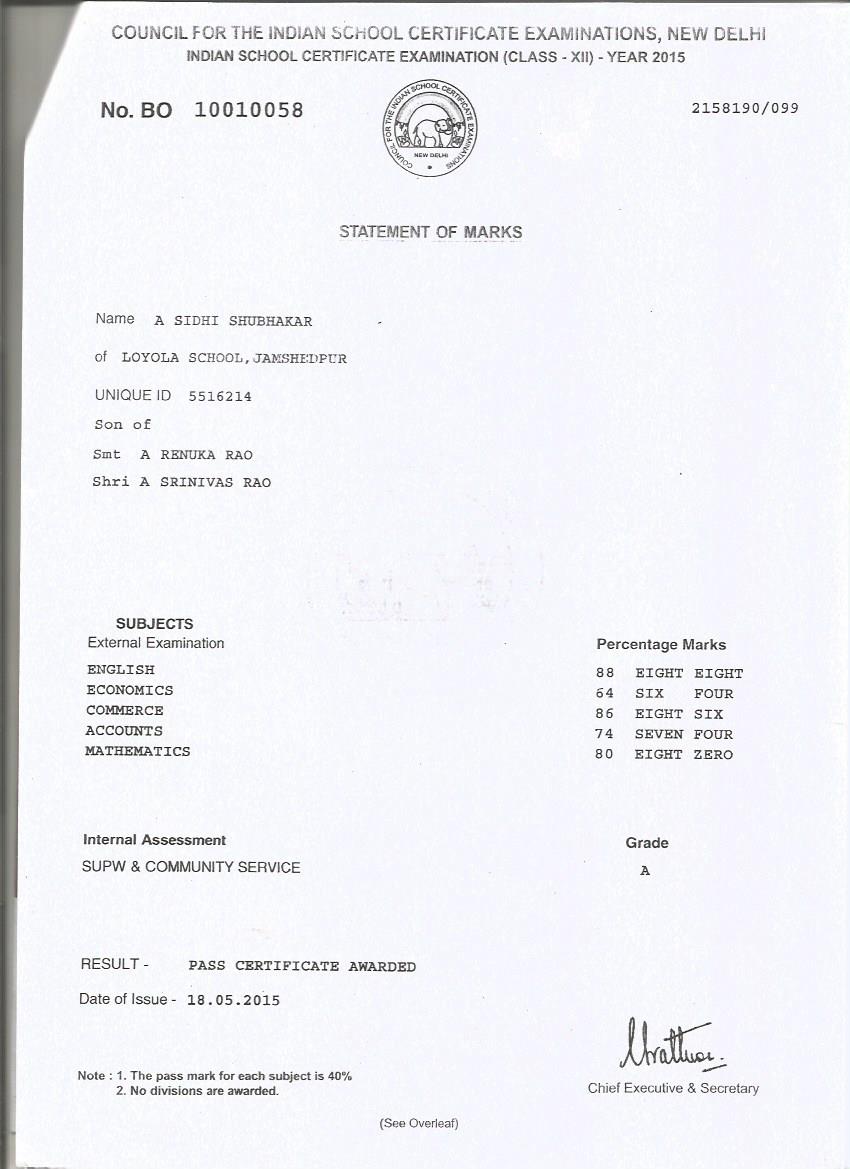 COUNCIL FOR THE INDIAN SCHOOL CERTIFICATE EXAMINATIONS, NEW DELHI
INDIAN SCHOOL CERTIFICATE EXAMINATION (CLASS - XII) - YEAR 2015
No. BO 10010058
2158190/099
COUNCIL FOR THE INDIAN SCHOOL CERTIFICATE EXAMINATIONS
NEW DELHI
STATEMENT OF MARKS
Name A SIDHI SHUBHAKAR
of LOYOLA SCHOOL,JAMSHEDPUR
UNIQUE ID 5516214
Son of
Smt A RENUKA RAO
Shri A SRINIVAS RAO
SUBJECTS
External Examination Percentage Marks
ENGLISH 88 EIGHT EIGHT
ECONOMICS 64 SIX FOUR
COMMERCE 86 EIGHT SIX
ACCOUNTS 74 SEVEN FOUR
MATHEMATICS 80 EIGHT ZERO
Internal Assessment Grade
SUPW & COMMUNITY SERVICE A
RESULT - PASS CERTIFICATE AWARDED
Date of Issue - 18.05.2015
Note : 1. The pass mark for each subject is 40%
2. No divisions are awarded.
Chief Executive & Secretary
(See Overleaf)